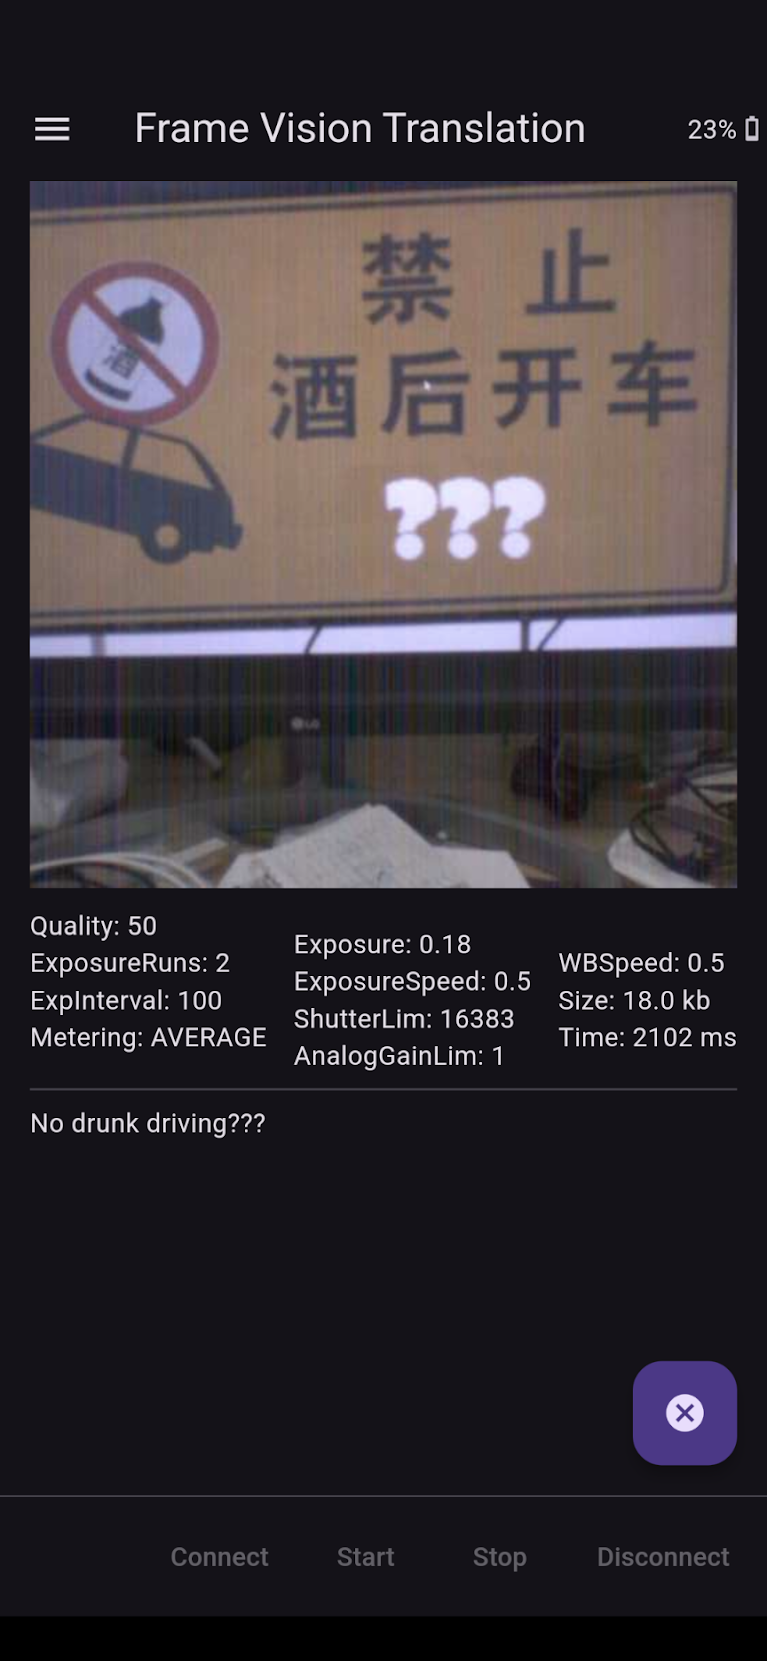 Frame Vision Translation
23%
禁 止
酒后开车
酒
???
LG
Quality: 50
ExposureRuns: 2
ExpInterval: 100
Metering: AVERAGE
Exposure: 0.18
ExposureSpeed: 0.5
ShutterLim: 16383
AnalogGainLim: 1
WBSpeed: 0.5
Size: 18.0 kb
Time: 2102 ms
No drunk driving???
Connect
Start
Stop
Disconnect